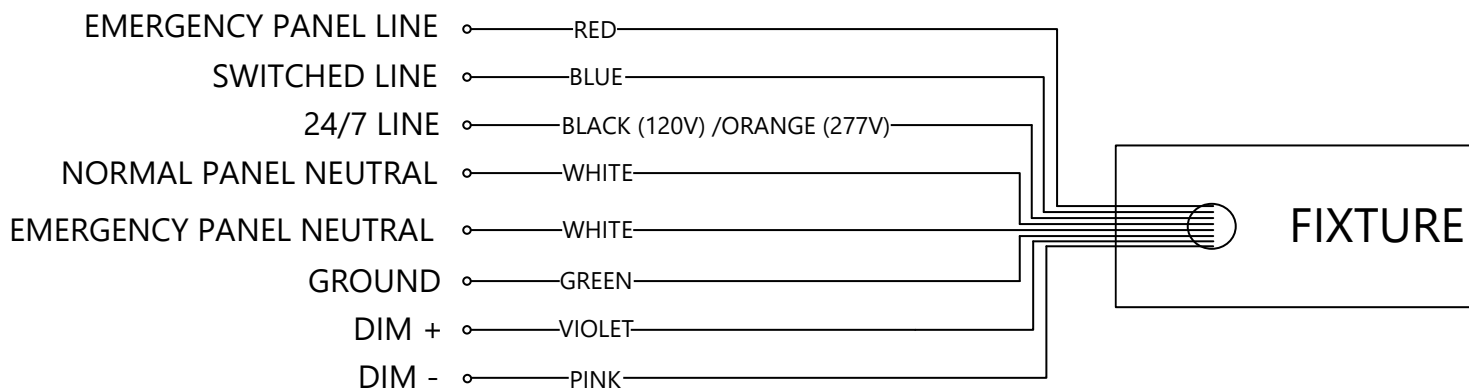 EMERGENCY PANEL LINE RED
SWITCHED LINE BLUE
24/7 LINE BLACK (120V) /ORANGE (277V)
NORMAL PANEL NEUTRAL WHITE
EMERGENCY PANEL NEUTRAL WHITE
FIXTURE
GROUND GREEN
DIM + VIOLET
DIM - PINK